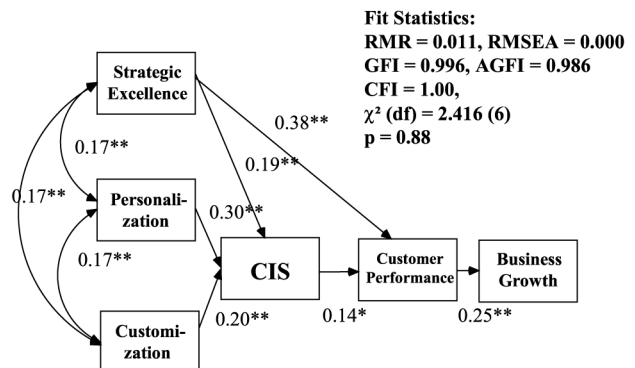 Fit Statistics:
RMR = 0.011, RMSEA = 0.000
GFI = 0.996, AGFI = 0.986
CFI = 1.00,
χ² (df) = 2.416 (6)
p = 0.88
Strategic
Excellence
0.38**
0.17**
0.19**
0.17**
Personali-
zation
0.30**
0.17**
CIS
Customer
Performance
Business
Growth
0.20**
0.14*
0.25**
Customi-
zation